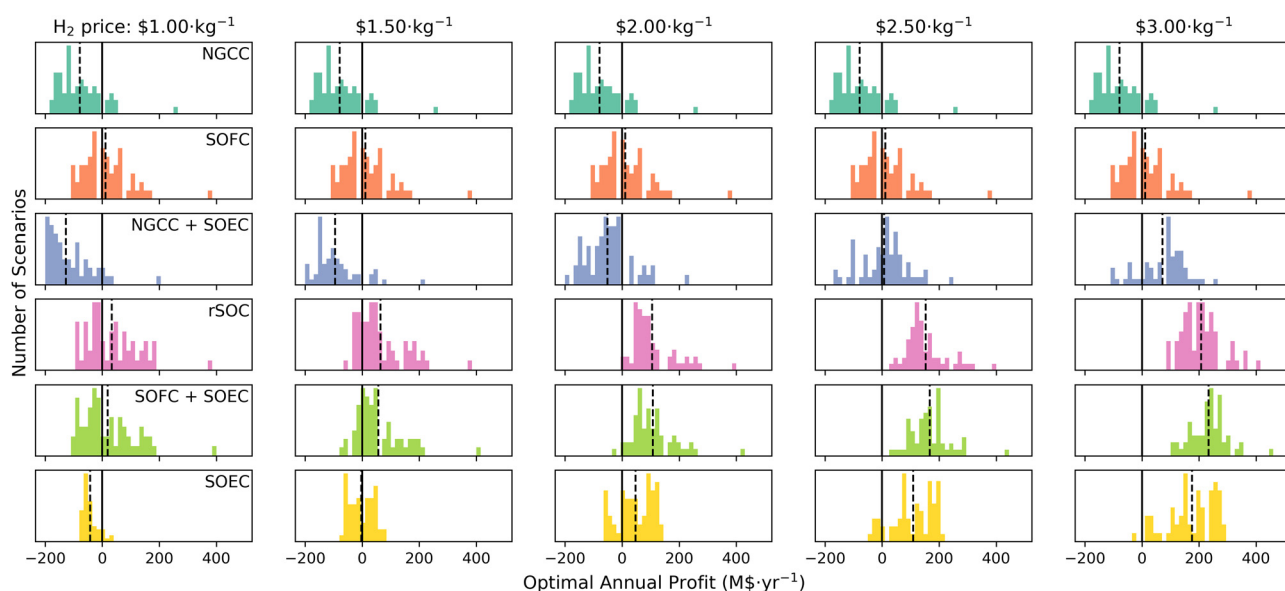 H₂ price: $1.00·kg⁻¹
$1.50·kg⁻¹
$2.00·kg⁻¹
$2.50·kg⁻¹
$3.00·kg⁻¹
Number of Scenarios
NGCC
SOFC
NGCC + SOEC
rSOC
SOFC + SOEC
SOEC
−200 0 200 400
−200 0 200 400
−200 0 200 400
−200 0 200 400
−200 0 200 400
Optimal Annual Profit (M$·yr⁻¹)